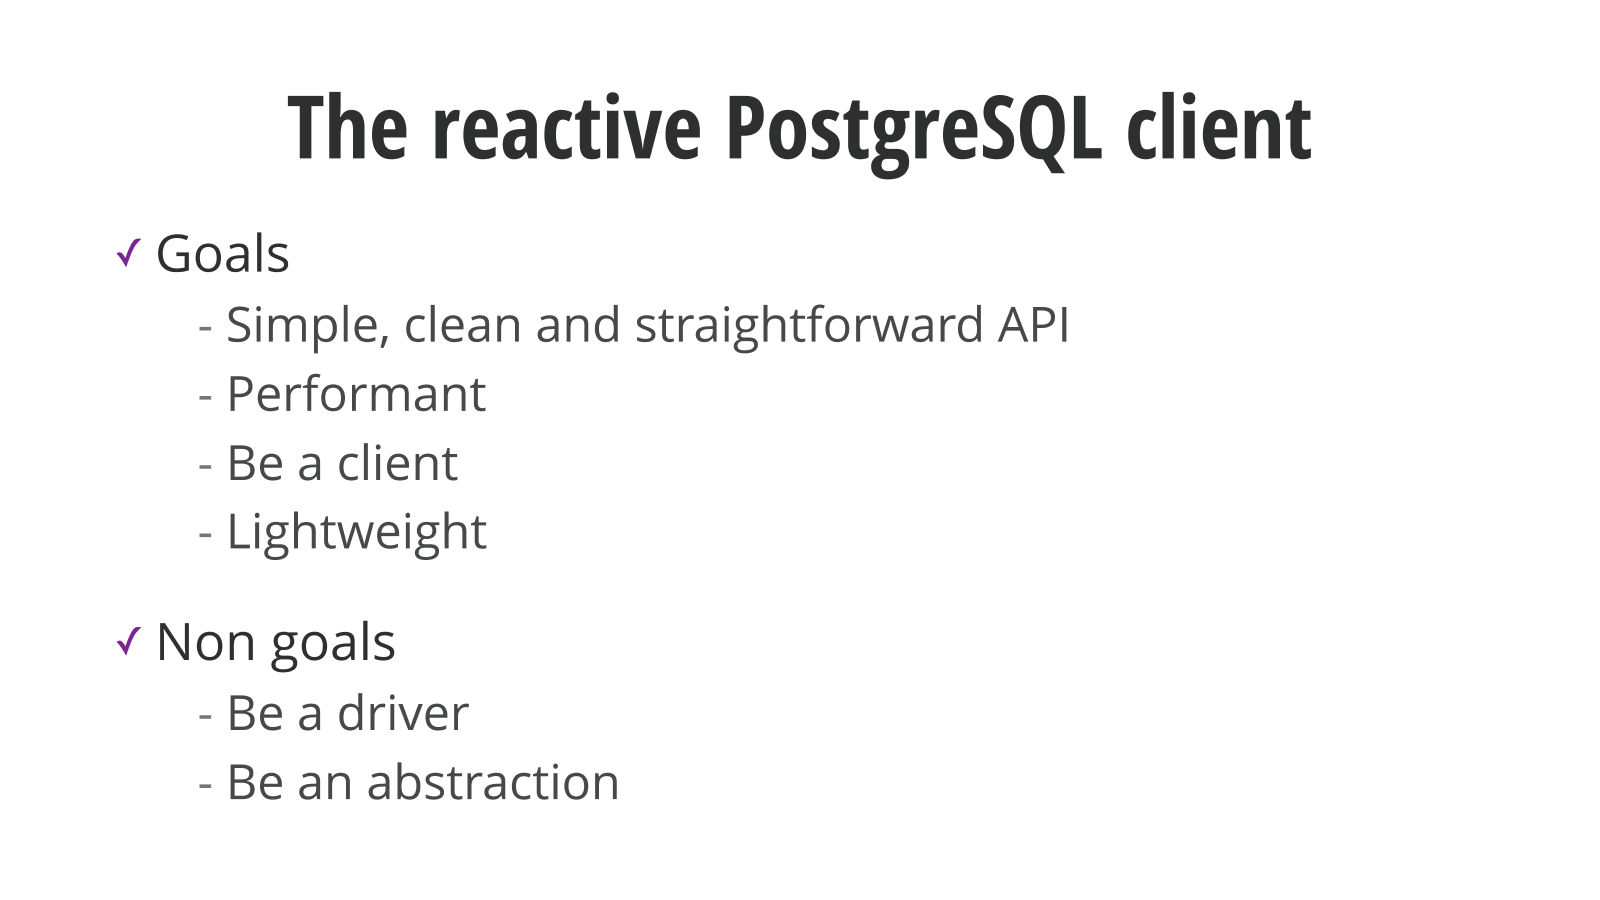 The reactive PostgreSQL client
✓ Goals
- Simple, clean and straightforward API
- Performant
- Be a client
- Lightweight
✓ Non goals
- Be a driver
- Be an abstraction